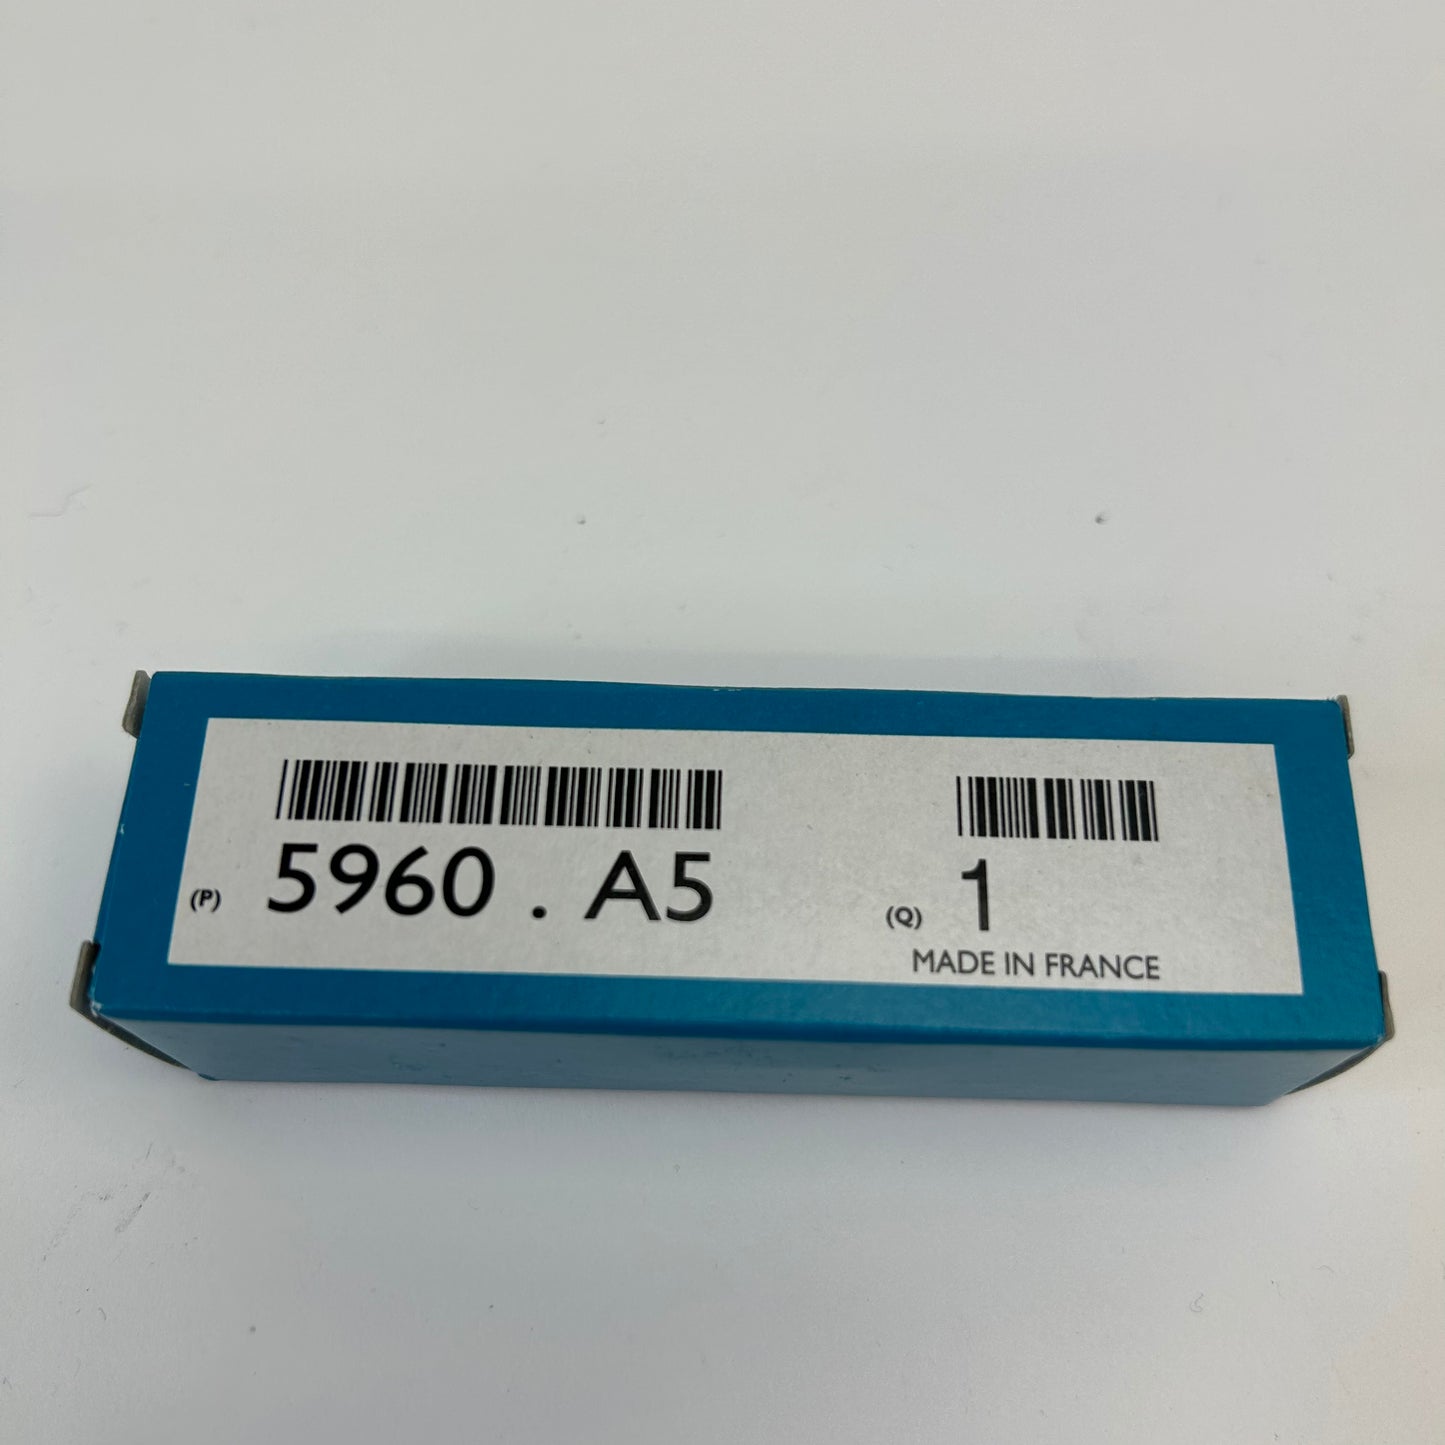 (P) 5960 . A5
(Q) 1
MADE IN FRANCE